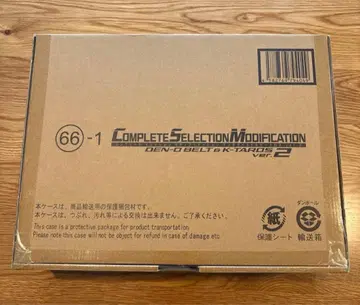 66-1 COMPLETE SELECTION MODIFICATION
DEN-O BELT & K-TAROS ver.2
本ケースは、商品輸送用の保護梱包材です。
本ケースは、つぶれ、汚れ等による交換は出来ません。ご了承ください。
This case is a protective package for product transportation
Please note this will not be object for refund in case of damage etc.
紙
保護シート
ダンボール
輸送箱